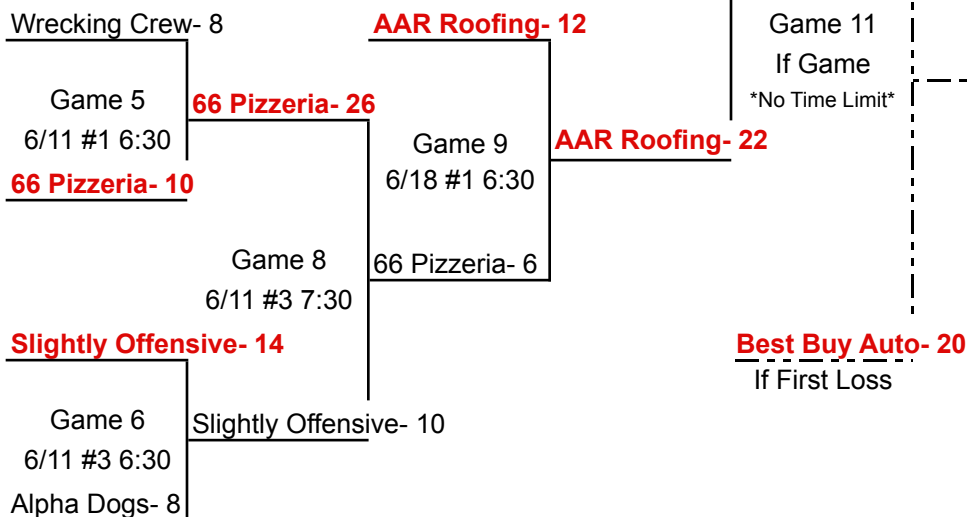 Wrecking Crew- 8
AAR Roofing- 12
Game 11
If Game
*No Time Limit*
Game 5
6/11 #1 6:30
66 Pizzeria- 26
Game 9
6/18 #1 6:30
AAR Roofing- 22
66 Pizzeria- 10
Game 8
6/11 #3 7:30
66 Pizzeria- 6
Slightly Offensive- 14
Best Buy Auto- 20
If First Loss
Game 6
6/11 #3 6:30
Slightly Offensive- 10
Alpha Dogs- 8